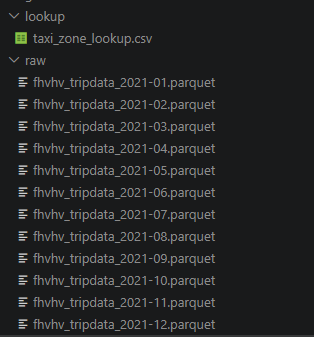 lookup
taxi_zone_lookup.csv
raw
fhvhv_tripdata_2021-01.parquet
fhvhv_tripdata_2021-02.parquet
fhvhv_tripdata_2021-03.parquet
fhvhv_tripdata_2021-04.parquet
fhvhv_tripdata_2021-05.parquet
fhvhv_tripdata_2021-06.parquet
fhvhv_tripdata_2021-07.parquet
fhvhv_tripdata_2021-08.parquet
fhvhv_tripdata_2021-09.parquet
fhvhv_tripdata_2021-10.parquet
fhvhv_tripdata_2021-11.parquet
fhvhv_tripdata_2021-12.parquet